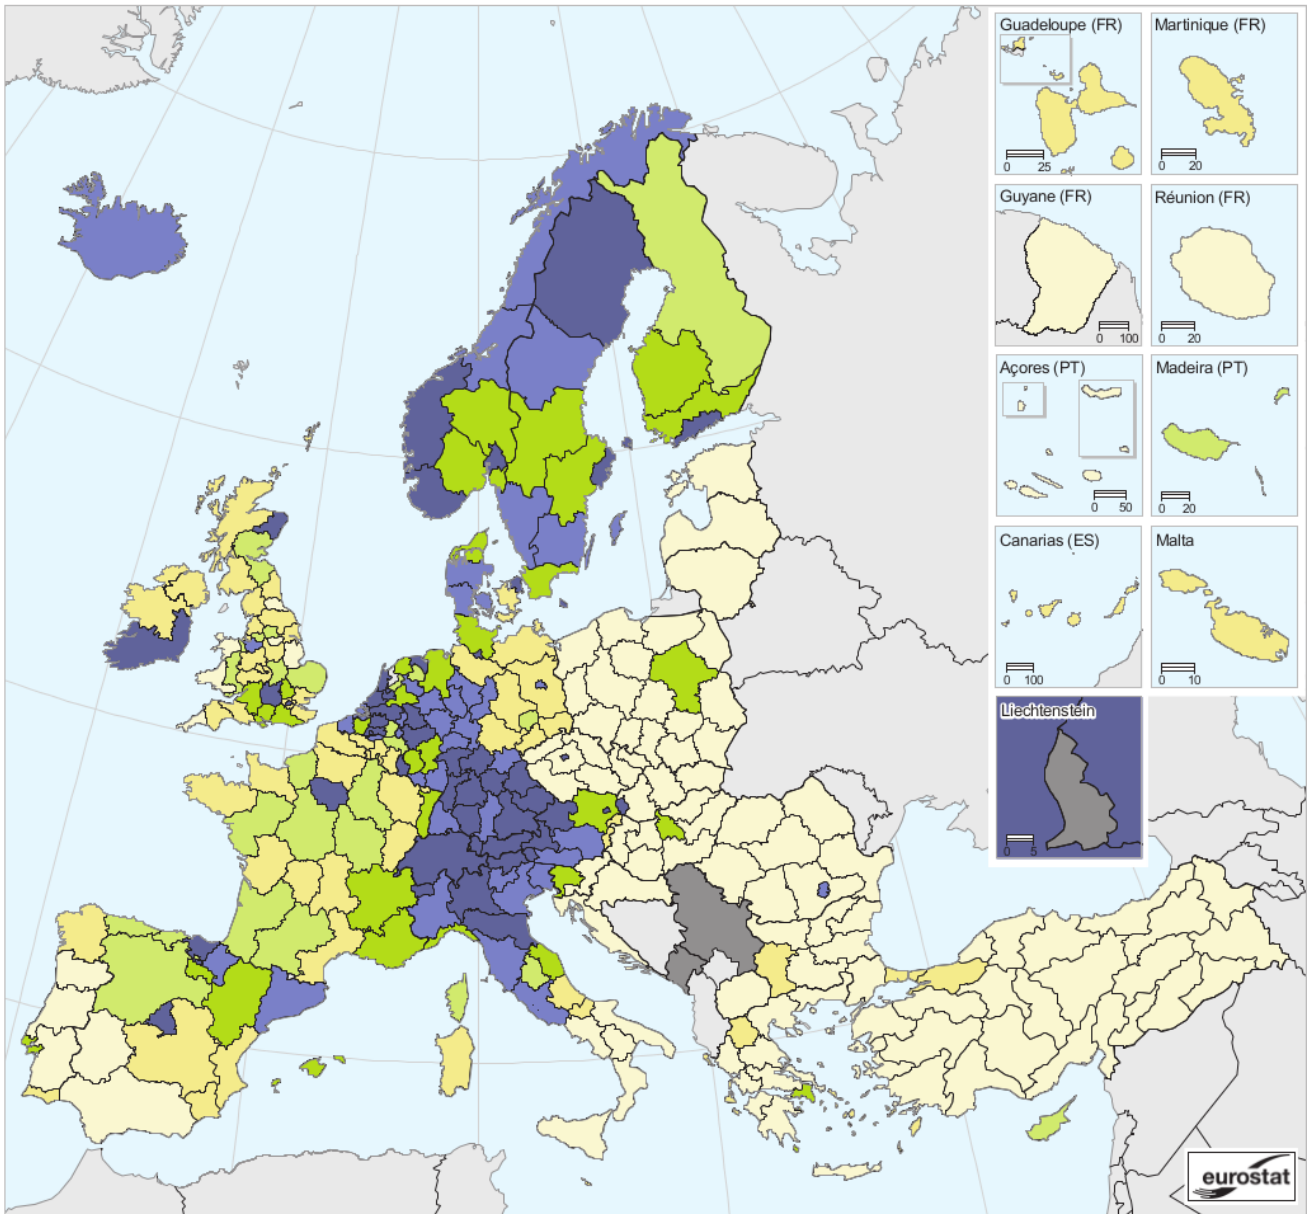 Guadeloupe (FR)
0 25
Martinique (FR)
0 20
Guyane (FR)
0 100
Réunion (FR)
0 20
Açores (PT)
0 50
Madeira (PT)
0 20
Canarias (ES)
0 100
Malta
0 10
Liechtenstein
0 5
eurostat